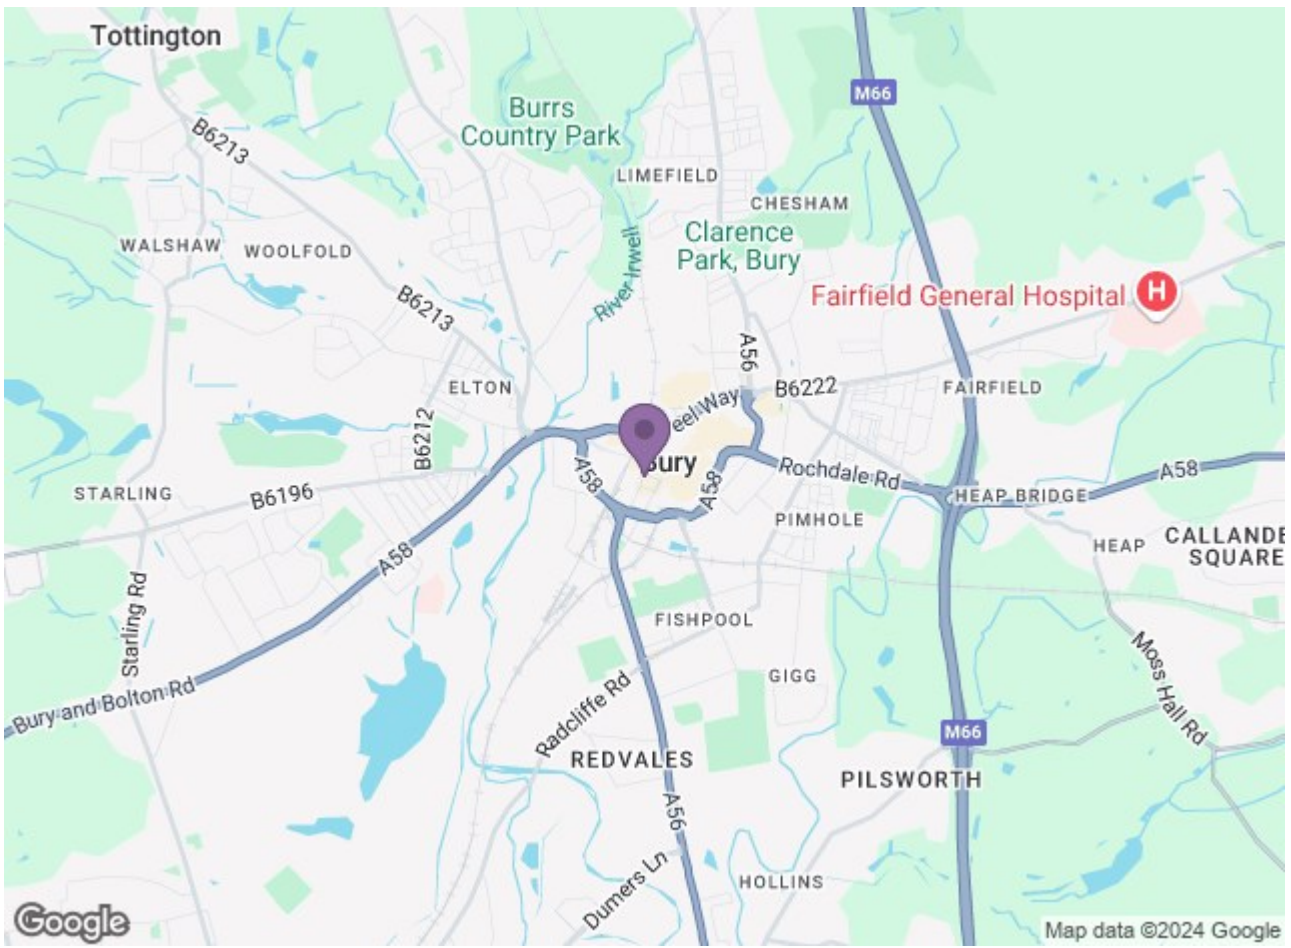 Tottington
M66
Burrs
Country Park
B6213
LIMEFIELD
CHESHAM
WALSHAW
WOOLFOLD
Clarence
Park, Bury
River Irwell
Fairfield General Hospital
H
B6213
A56
ELTON
B6222
FAIRFIELD
eel Way
B6212
Bury
A58
A58
Rochdale Rd
A58
STARLING
B6196
HEAP BRIDGE
PIMHOLE
HEAP
CALLANDE
SQUARE
A58
Starling Rd
FISHPOOL
GIGG
Moss Hall Rd
Bury and Bolton Rd
Radcliffe Rd
M66
REDVALES
PILSWORTH
A56
Dumers Ln
HOLLINS
Google
Map data ©2024 Google